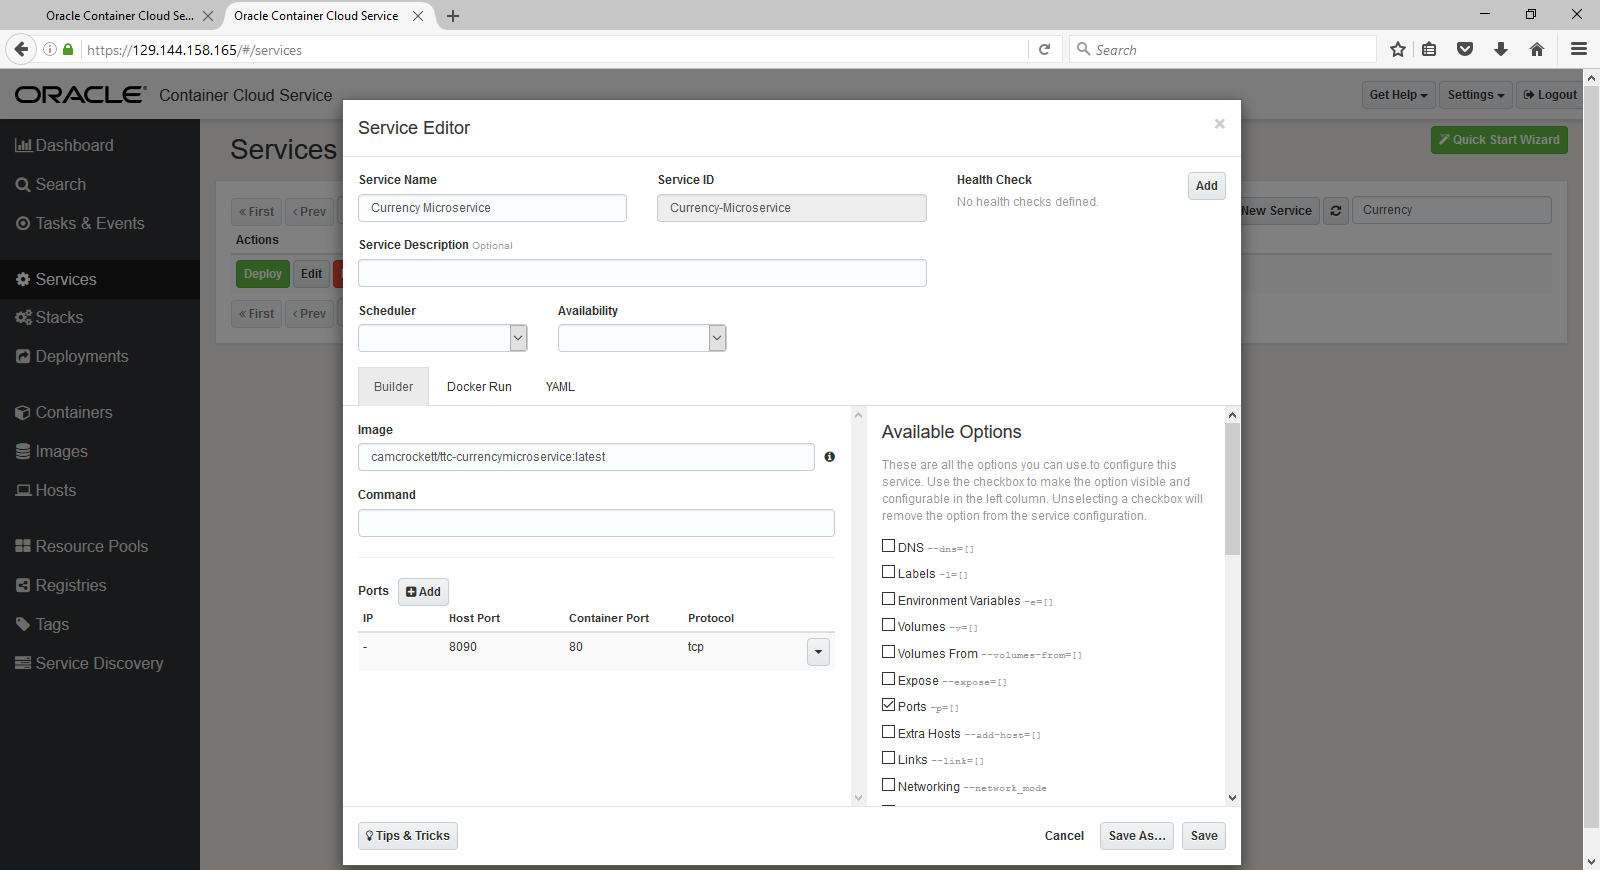 Oracle Container Cloud Se...
Oracle Container Cloud Service
https://129.144.158.165/#/services
Search
ORACLE Container Cloud Service
Get Help
Settings
Logout
Dashboard
Search
Tasks & Events
Services
Stacks
Deployments
Containers
Images
Hosts
Resource Pools
Registries
Tags
Service Discovery
Services
Quick Start Wizard
« First
‹ Prev
New Service
Currency
Actions
Deploy
Edit
« First
‹ Prev
Service Editor
×
Service Name
Currency Microservice
Service ID
Currency-Microservice
Health Check
Add
No health checks defined.
Service Description Optional
Scheduler
Availability
Builder
Docker Run
YAML
Image
camcrockett/ttc-currencymicroservice:latest
Command
Ports
Add
IP Host Port Container Port Protocol
- 8090 80 tcp
Available Options
These are all the options you can use to configure this
service. Use the checkbox to make the option visible and
configurable in the left column. Unselecting a checkbox will
remove the option from the service configuration.
DNS --dns=[]
Labels -l=[]
Environment Variables -e=[]
Volumes -v=[]
Volumes From --volumes-from=[]
Expose --expose=[]
Ports -p=[]
Extra Hosts --add-host=[]
Links --link=[]
Networking --network_mode
Tips & Tricks
Cancel
Save As...
Save